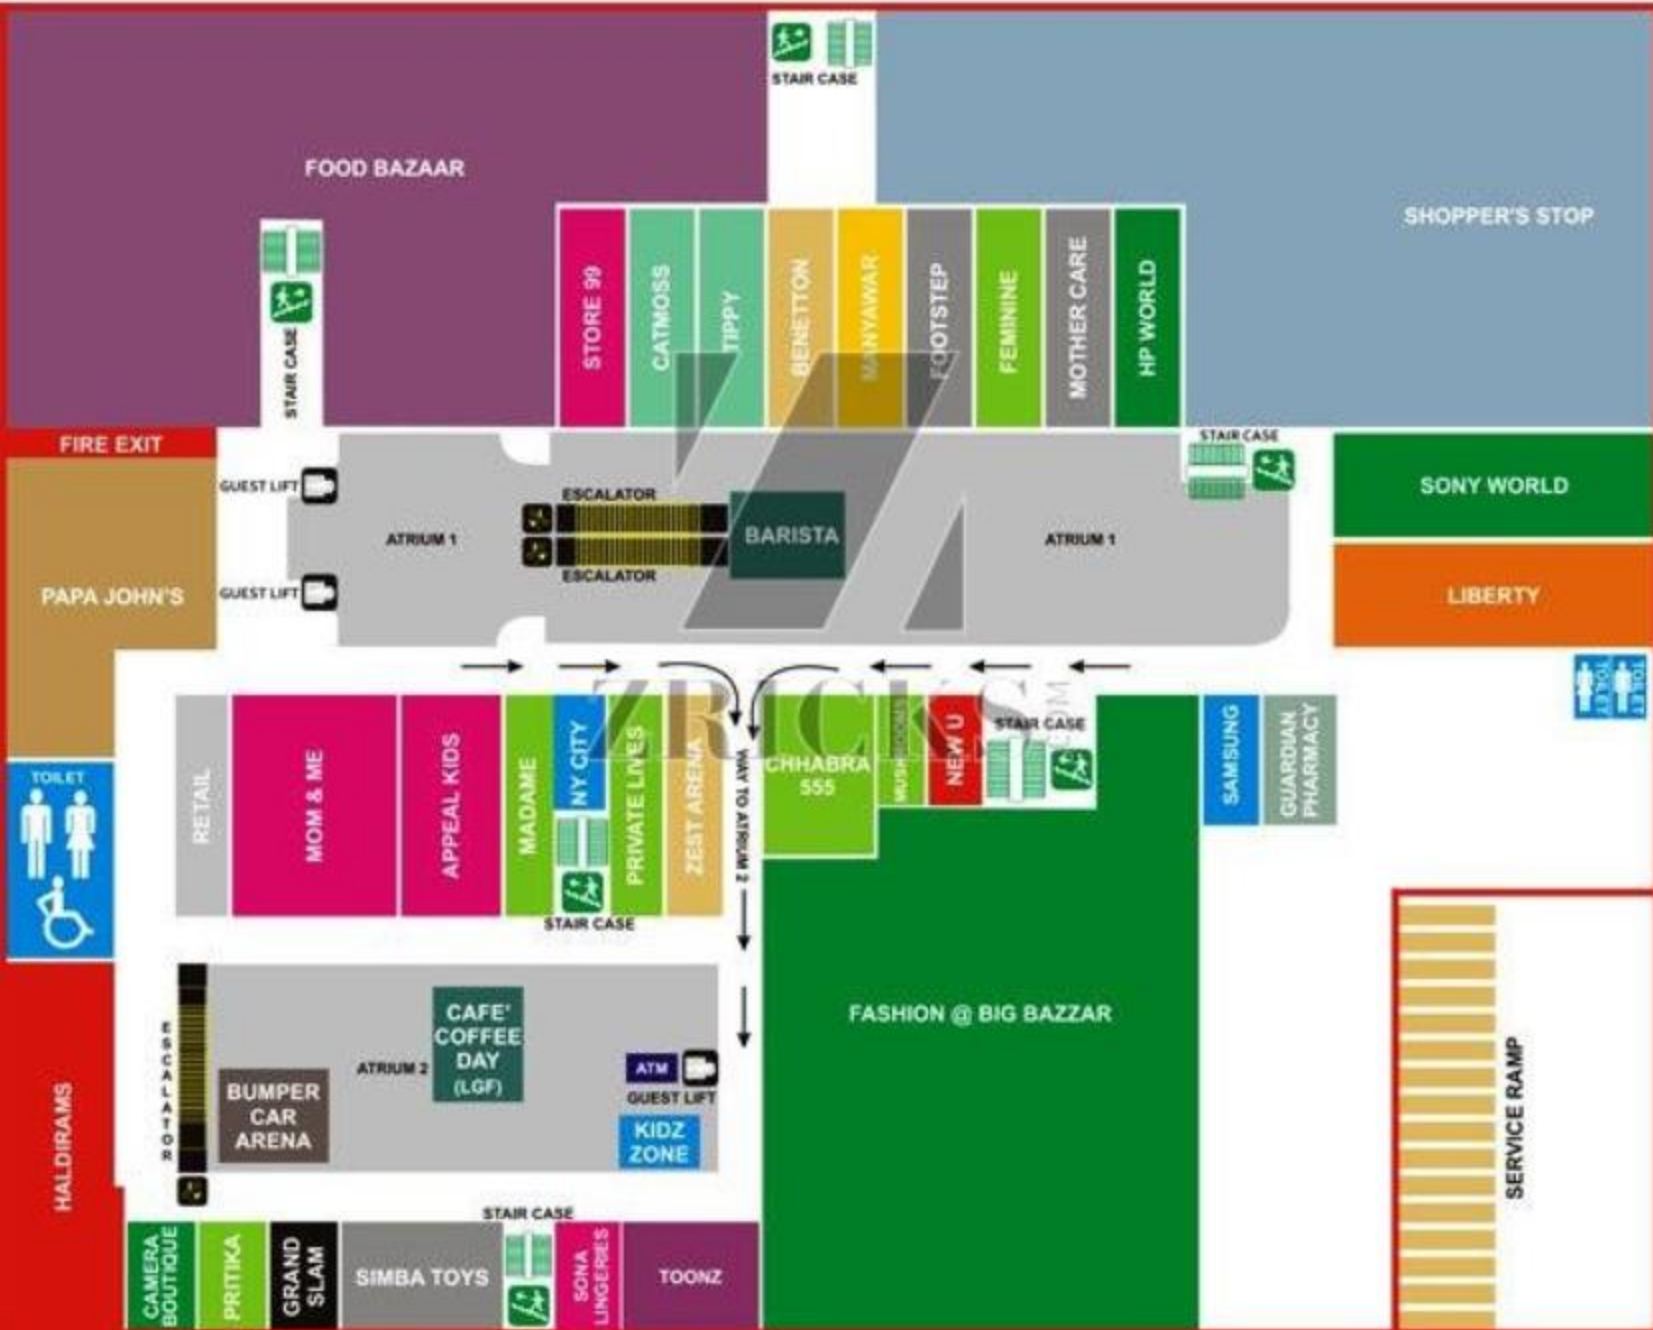 STAIR CASE
FOOD BAZAAR
SHOPPER'S STOP
STAIR CASE
STORE 99
CATMOSS
TIPPY
BENETTON
MANYAWAR
FOOTSTEP
FEMININE
MOTHER CARE
HP WORLD
FIRE EXIT
STAIR CASE
GUEST LIFT
ESCALATOR
SONY WORLD
ATRIUM 1
BARISTA
ATRIUM 1
ESCALATOR
PAPA JOHN'S
GUEST LIFT
LIBERTY
TOILET
TOILET
ZRICKS.COM
RETAIL
MOM & ME
APPEAL KIDS
MADAME
NY CITY
PRIVATE LIVES
ZEST ARENA
WAY TO ATRIUM 2
CHHABRA
555
NEW U
STAIR CASE
SAMSUNG
GUARDIAN
PHARMACY
TOILET
STAIR CASE
FASHION @ BIG BAZZAR
ESCALATOR
CAFE'
COFFEE
DAY
(LGF)
ATRIUM 2
ATM
GUEST LIFT
BUMPER
CAR
ARENA
KIDZ
ZONE
HALDIRAMS
SERVICE RAMP
STAIR CASE
CAMERA
BOUTIQUE
PRITIKA
GRAND
SLAM
SIMBA TOYS
SONA
LINGERIES
TOONZ